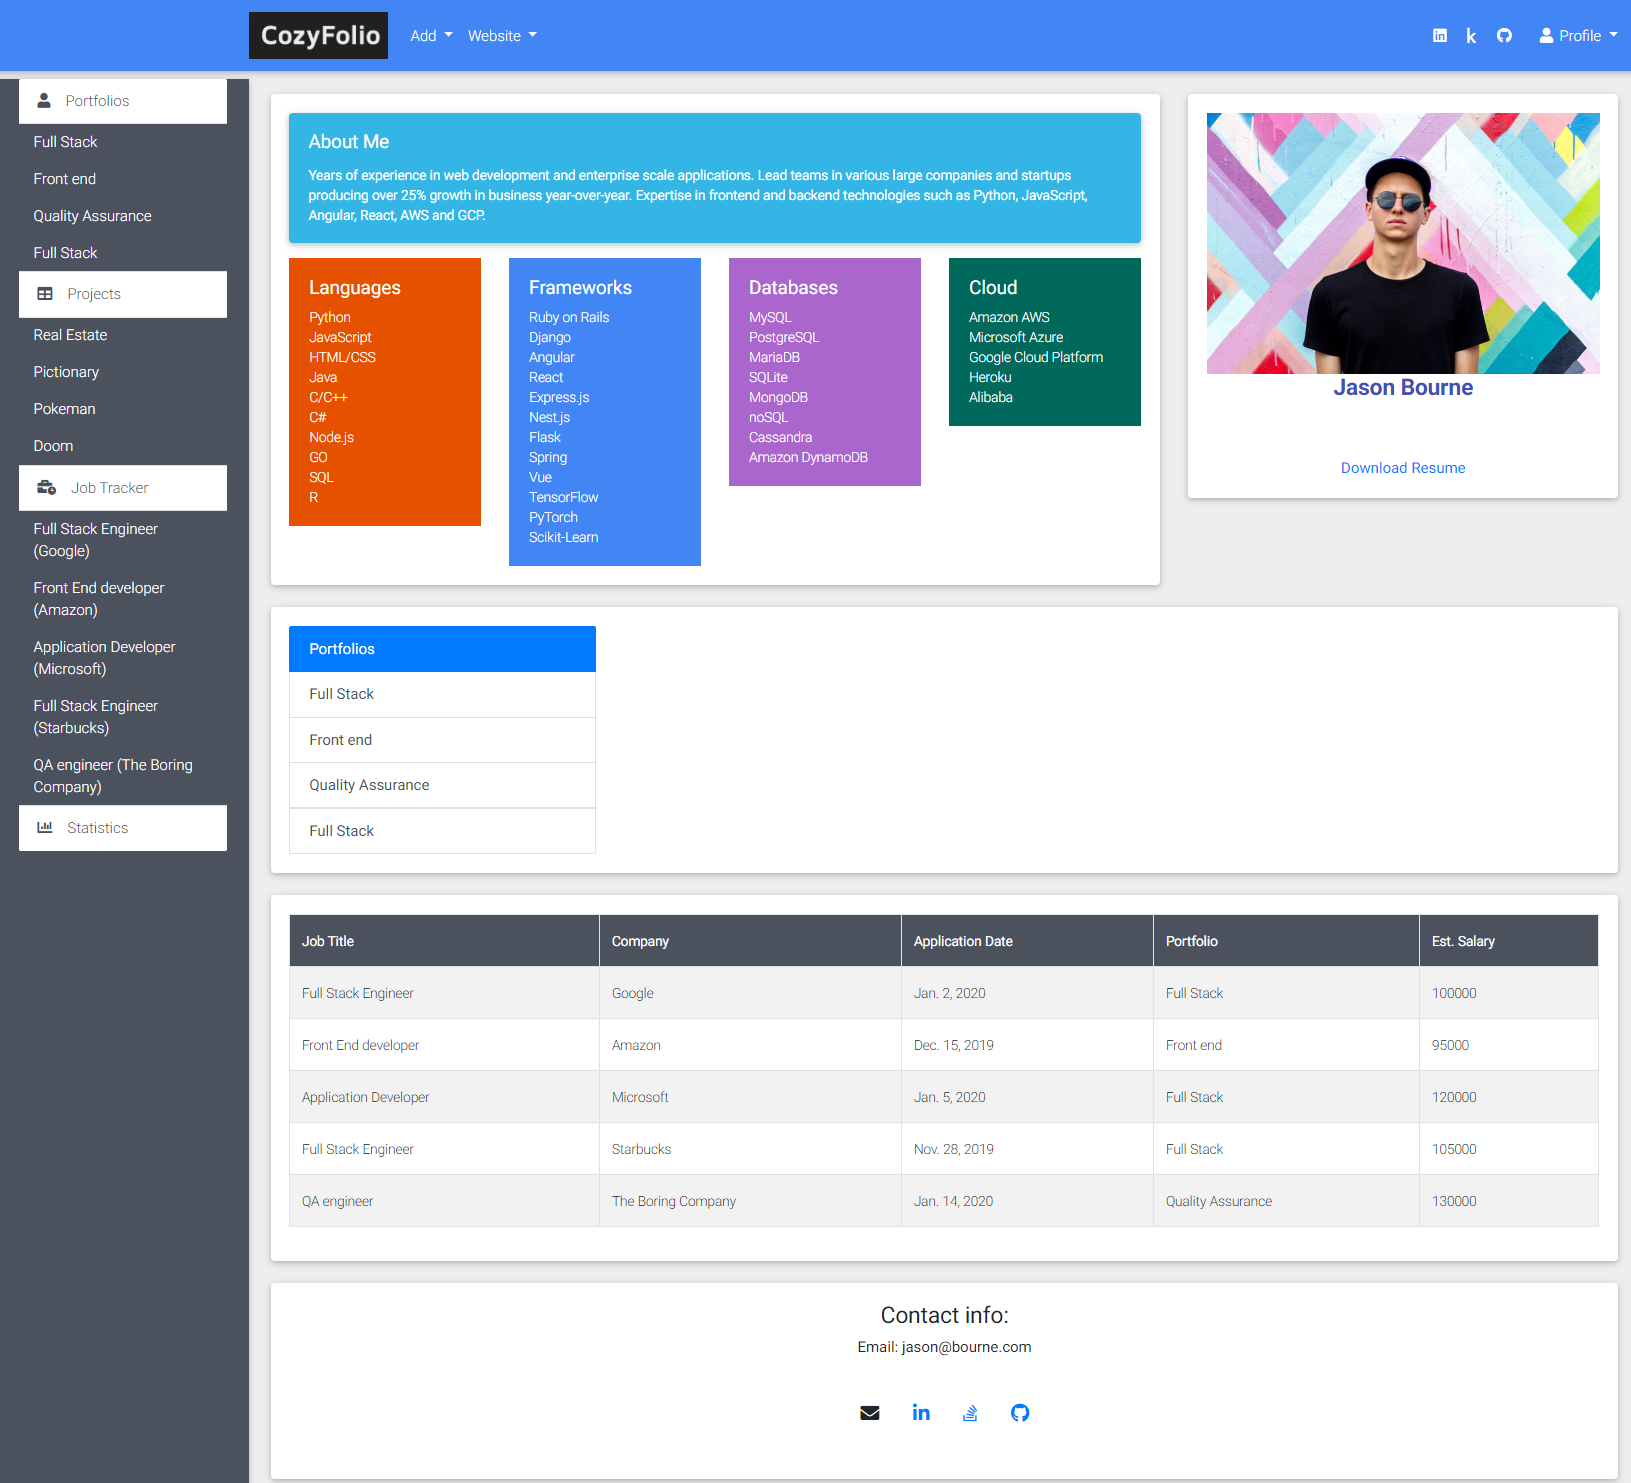 CozyFolio
Add
Website
k
Profile
Portfolios
Full Stack
Front end
Quality Assurance
Full Stack
Projects
Real Estate
Pictionary
Pokeman
Doom
Job Tracker
Full Stack Engineer
(Google)
Front End developer
(Amazon)
Application Developer
(Microsoft)
Full Stack Engineer
(Starbucks)
QA engineer (The Boring
Company)
Statistics
About Me
Years of experience in web development and enterprise scale applications. Lead teams in various large companies and startups
producing over 25% growth in business year-over-year. Expertise in frontend and backend technologies such as Python, JavaScript,
Angular, React, AWS and GCP.
Languages
Python
JavaScript
HTML/CSS
Java
C/C++
C#
Node.js
GO
SQL
R
Frameworks
Ruby on Rails
Django
Angular
React
Express.js
Nest.js
Flask
Spring
Vue
TensorFlow
PyTorch
Scikit-Learn
Databases
MySQL
PostgreSQL
MariaDB
SQLite
MongoDB
noSQL
Cassandra
Amazon DynamoDB
Cloud
Amazon AWS
Microsoft Azure
Google Cloud Platform
Heroku
Alibaba
Jason Bourne
Download Resume
Portfolios
Full Stack
Front end
Quality Assurance
Full Stack
Job Title Company Application Date Portfolio Est. Salary
Full Stack Engineer Google Jan. 2, 2020 Full Stack 100000
Front End developer Amazon Dec. 15, 2019 Front end 95000
Application Developer Microsoft Jan. 5, 2020 Full Stack 120000
Full Stack Engineer Starbucks Nov. 28, 2019 Full Stack 105000
QA engineer The Boring Company Jan. 14, 2020 Quality Assurance 130000
Contact info:
Email: jason@bourne.com